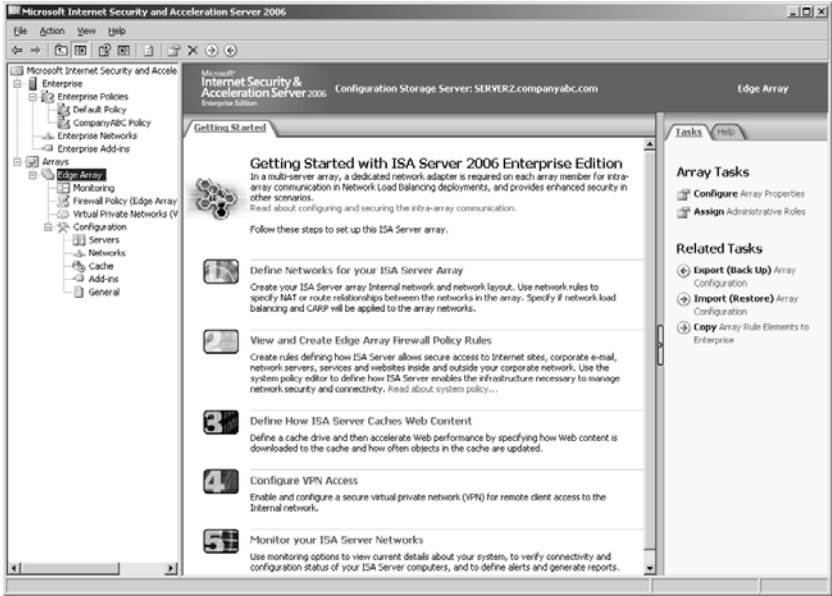 Microsoft Internet Security and Acceleration Server 2006
File Action View Help
Microsoft Internet Security and Accele
Enterprise
Enterprise Policies
Default Policy
CompanyABC Policy
Enterprise Networks
Enterprise Add-ins
Arrays
Edge Array
Monitoring
Firewall Policy (Edge Array
Virtual Private Networks (V
Configuration
Servers
Networks
Cache
Add-ins
General
Microsoft
Internet Security &
Acceleration Server 2006
Enterprise Edition
Configuration Storage Server: SERVER2.companyabc.com
Edge Array
Getting Started
Getting Started with ISA Server 2006 Enterprise Edition
In a multi-server array, a dedicated network adapter is required on each array member for intra-
array communication in Network Load Balancing deployments, and provides enhanced security in
other scenarios.
Read about configuring and securing the intra-array communication.
Follow these steps to set up this ISA Server array.
1
Define Networks for your ISA Server Array
Create your ISA Server array Internal network and network layout. Use network rules to
specify NAT or route relationships between the networks in the array. Specify if network load
balancing and CARP will be applied to the array networks.
2
View and Create Edge Array Firewall Policy Rules
Create rules defining how ISA Server allows secure access to Internet sites, corporate e-mail,
network servers, services and websites inside and outside your corporate network. Use the
system policy editor to define how ISA Server enables the infrastructure necessary to manage
network security and connectivity. Read about system policy...
3
Define How ISA Server Caches Web Content
Define a cache drive and then accelerate Web performance by specifying how Web content is
downloaded to the cache and how often objects in the cache are updated.
4
Configure VPN Access
Enable and configure a secure virtual private network (VPN) for remote client access to the
Internal network.
5
Monitor your ISA Server Networks
Use monitoring options to view current details about your system, to verify connectivity and
configuration status of your ISA Server computers, and to define alerts and generate reports.
Tasks Help
Array Tasks
Configure Array Properties
Assign Administrative Roles
Related Tasks
Export (Back Up) Array
Configuration
Import (Restore) Array
Configuration
Copy Array Rule Elements to
Enterprise